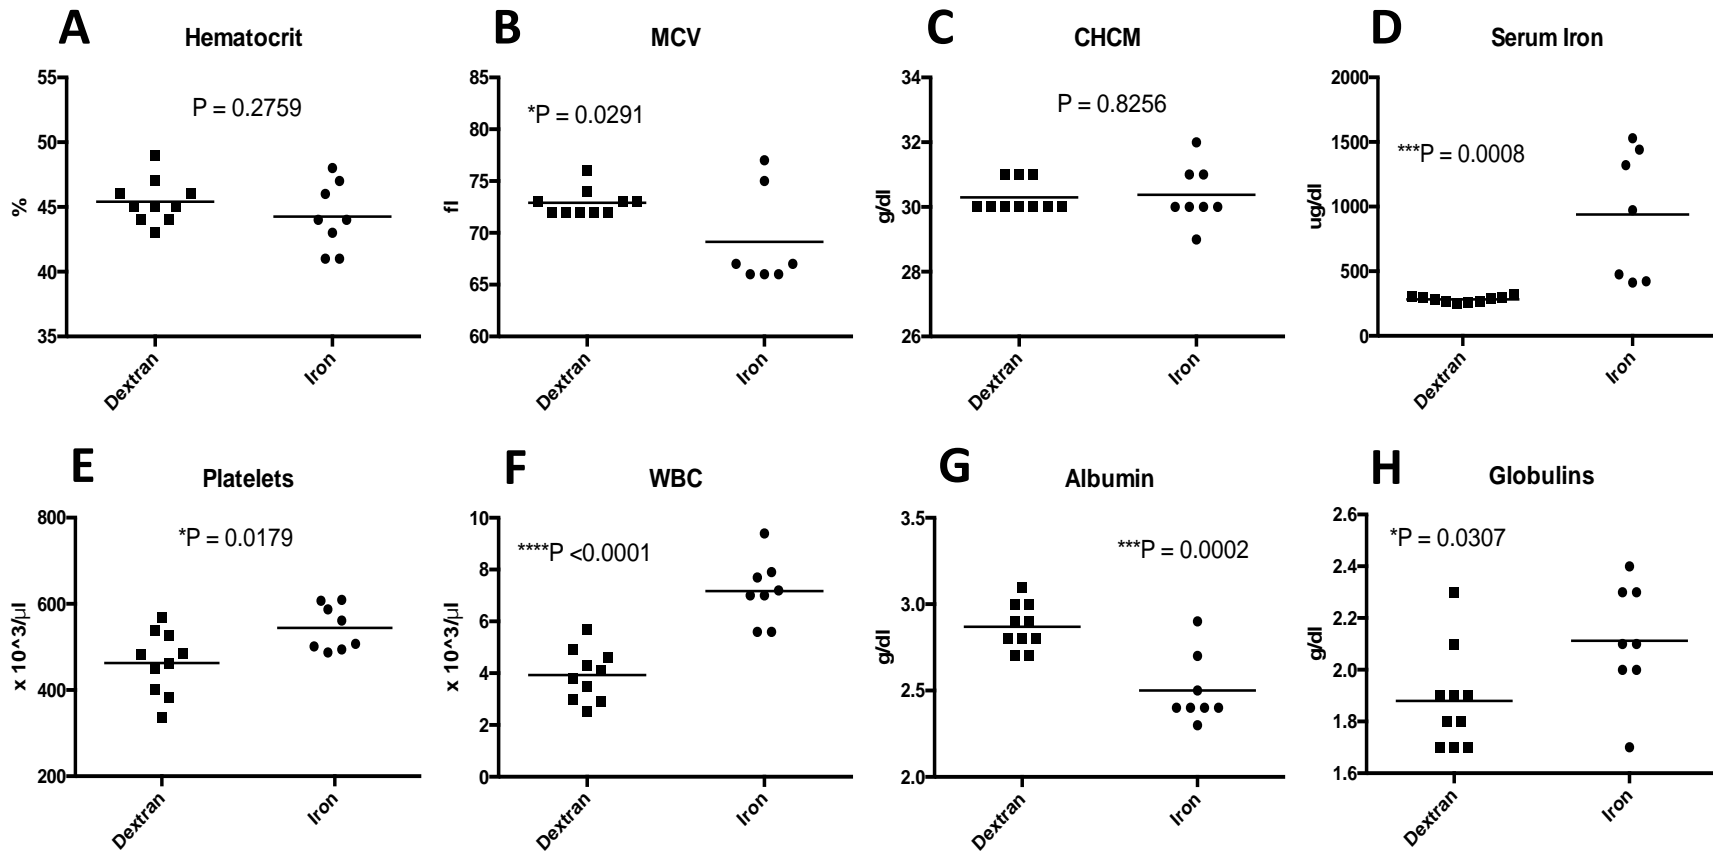 A
Hematocrit
55
50
45
40
35
%
P = 0.2759
Dextran
Iron
B
MCV
85
80
75
70
65
60
fl
*P = 0.0291
Dextran
Iron
C
CHCM
34
32
30
28
26
g/dl
P = 0.8256
Dextran
Iron
D
Serum Iron
2000
1500
1000
500
0
ug/dl
***P = 0.0008
Dextran
Iron
E
Platelets
800
600
400
200
x 10^3/µl
*P = 0.0179
Dextran
Iron
F
WBC
10
8
6
4
2
0
x 10^3/µl
****P <0.0001
Dextran
Iron
G
Albumin
3.5
3.0
2.5
2.0
g/dl
***P = 0.0002
Dextran
Iron
H
Globulins
2.6
2.4
2.2
2.0
1.8
1.6
g/dl
*P = 0.0307
Dextran
Iron